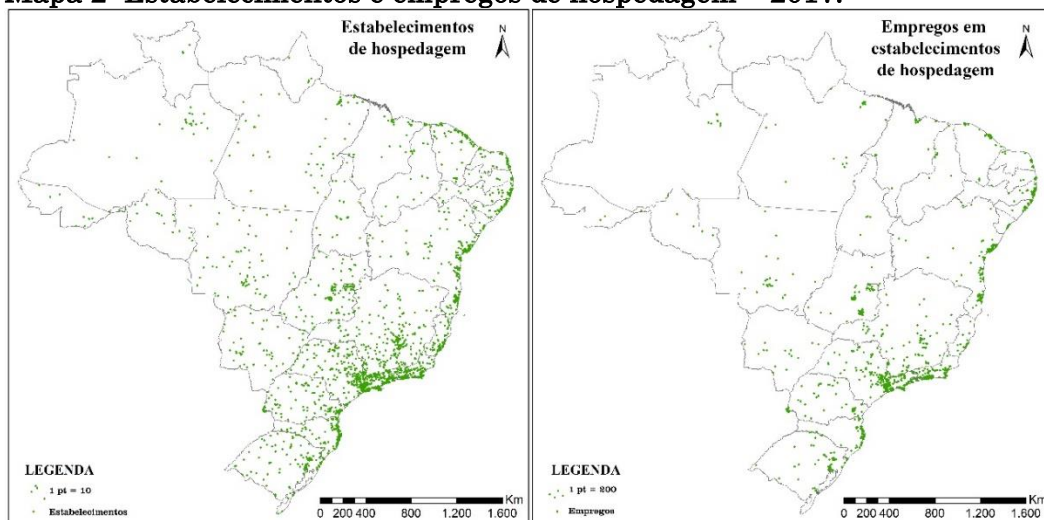 Mapa 2- Estabelecimentos e empregos de hospedagem – 2017.
Estabelecimentos
de hospedagem
N
LEGENDA
1 pt = 10
Estabelecimentos
Km
0 200 400 800 1.200 1.600
Empregos em
estabelecimentos
de hospedagem
N
LEGENDA
1 pt = 200
Empregos
Km
0 200 400 800 1.200 1.600